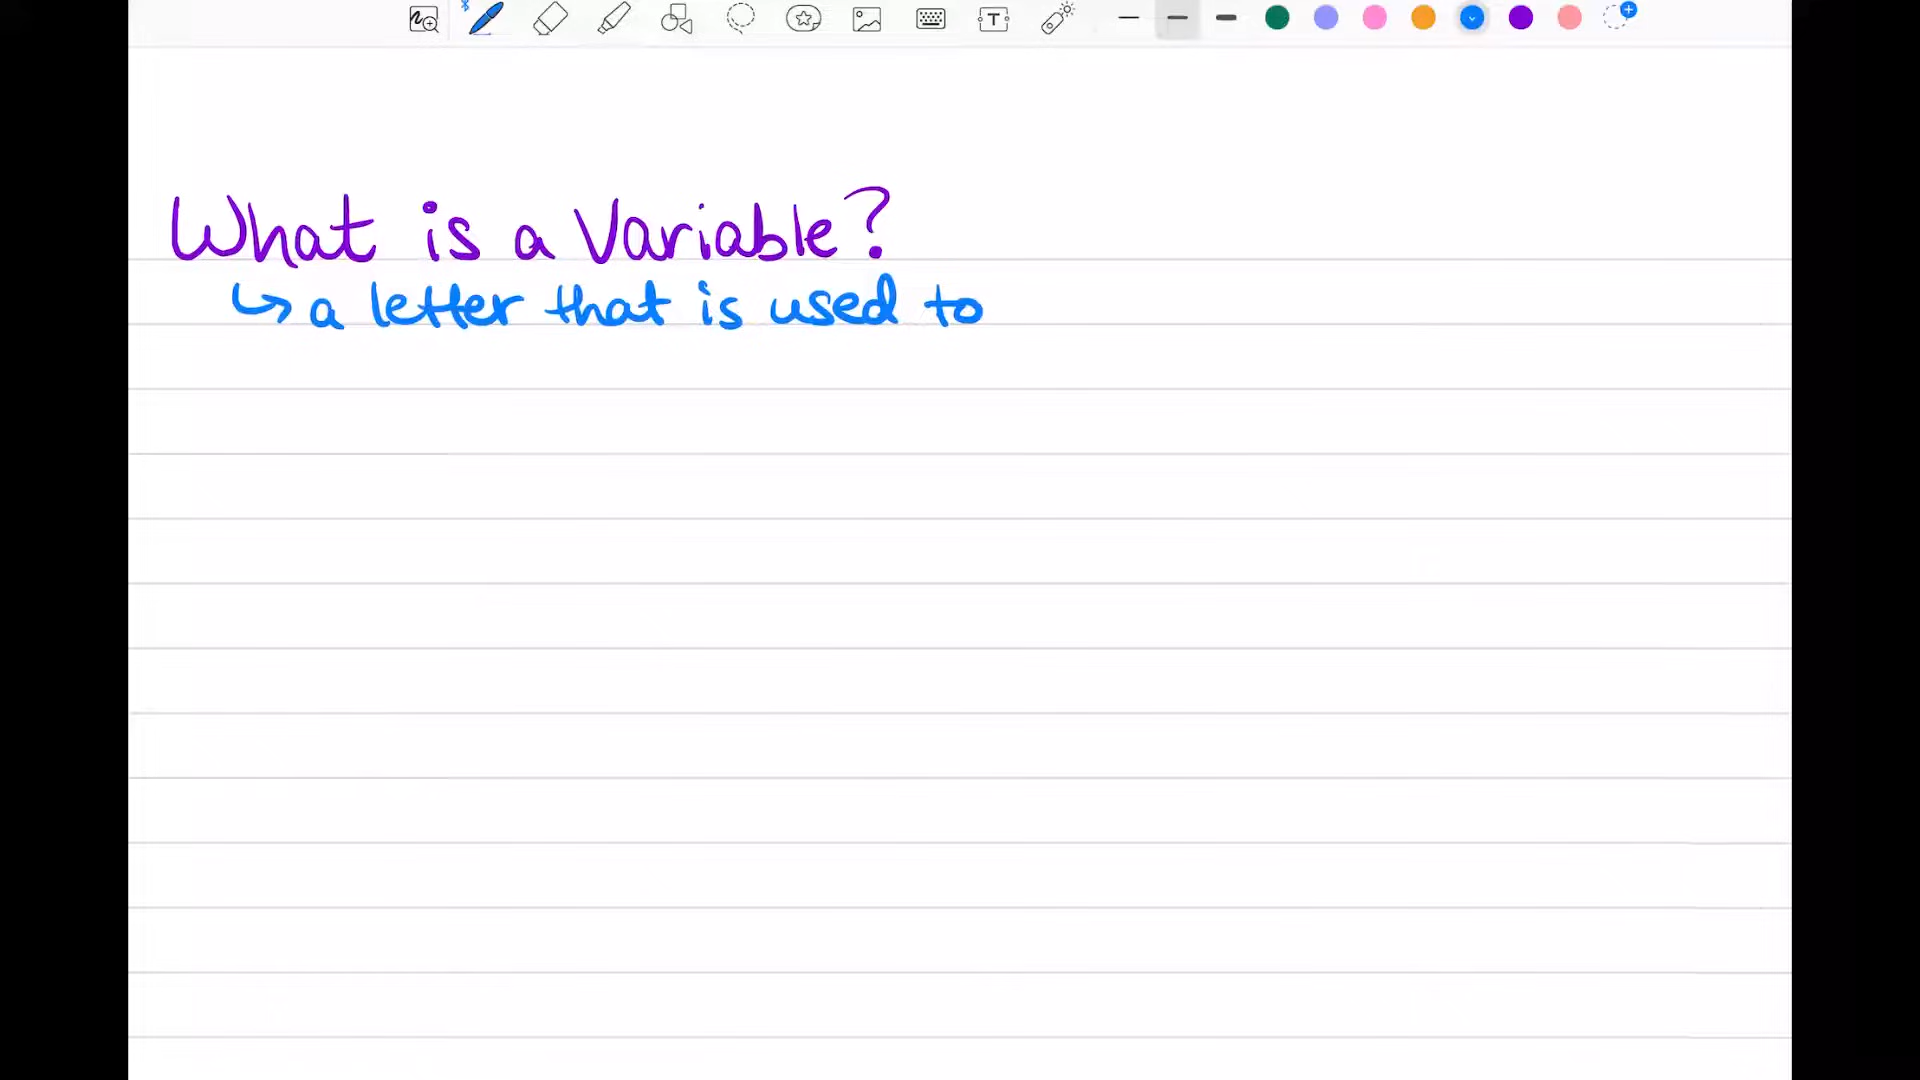 What is a Variable?
↳ a letter that is used to